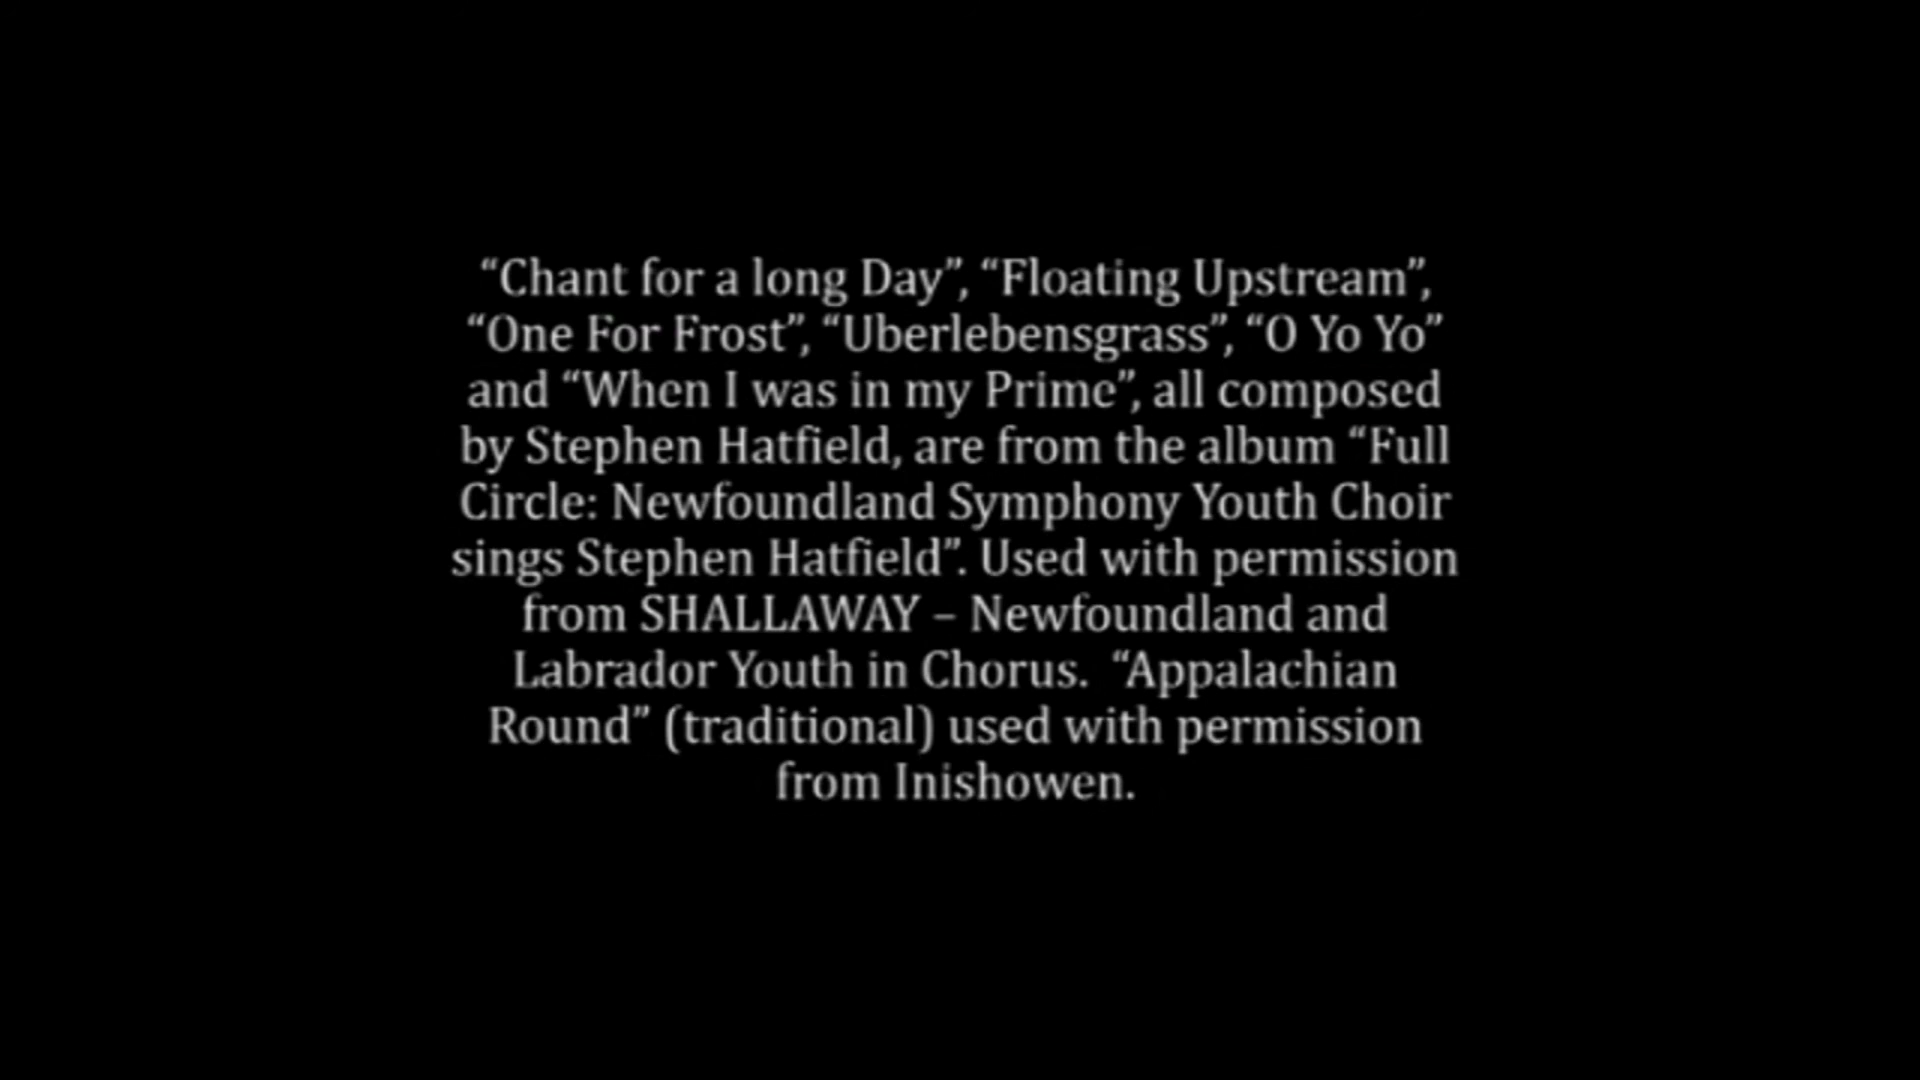 “Chant for a long Day”, “Floating Upstream”,
“One For Frost”, “Uberlebensgrass”, “O Yo Yo”
and “When I was in my Prime”, all composed
by Stephen Hatfield, are from the album “Full
Circle: Newfoundland Symphony Youth Choir
sings Stephen Hatfield”. Used with permission
from SHALLAWAY – Newfoundland and
Labrador Youth in Chorus.  “Appalachian
Round” (traditional) used with permission
from Inishowen.